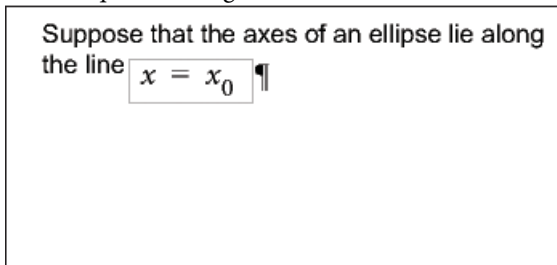 Suppose that the axes of an ellipse lie along
the line x = x₀ ¶